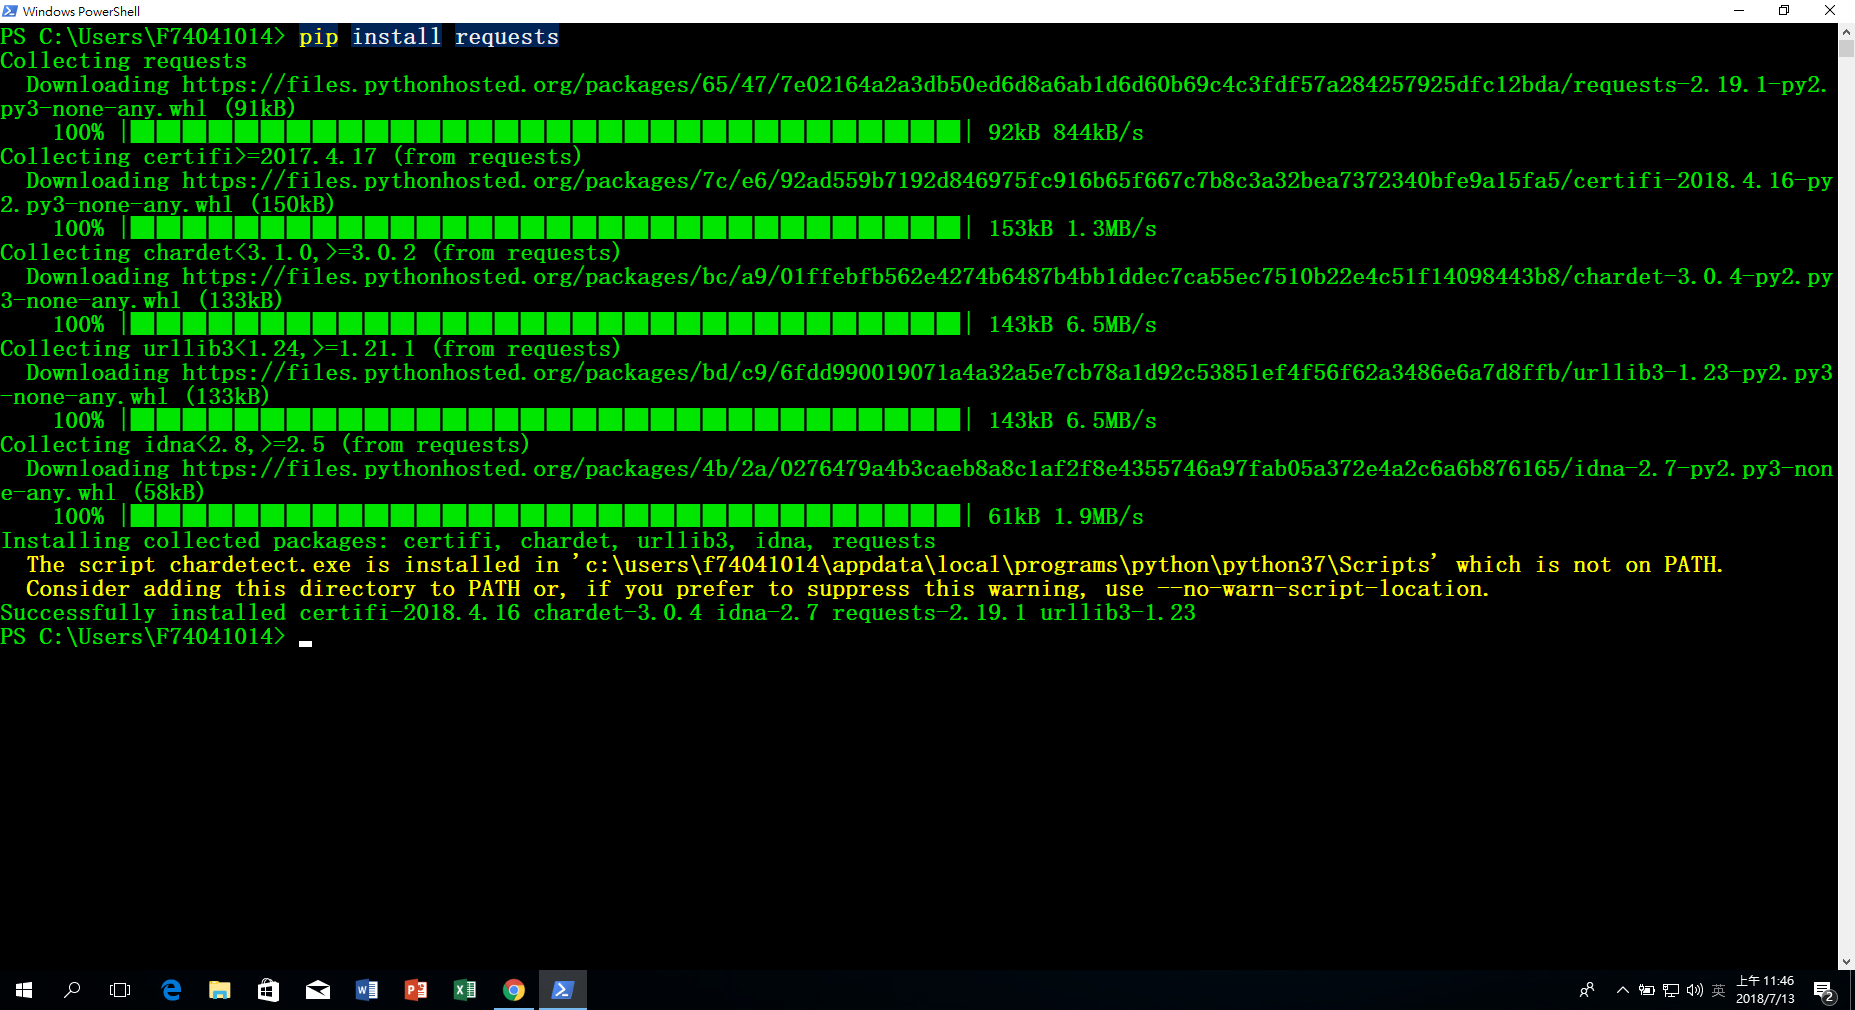 Windows PowerShell
PS C:\Users\F74041014> pip install requests
Collecting requests
  Downloading https://files.pythonhosted.org/packages/65/47/7e02164a2a3db50ed6d8a6ab1d6d60b69c4c3fdf57a284257925dfc12bda/requests-2.19.1-py2.
py3-none-any.whl (91kB)
    100% |████████████████████████████████| 92kB 844kB/s
Collecting certifi>=2017.4.17 (from requests)
  Downloading https://files.pythonhosted.org/packages/7c/e6/92ad559b7192d846975fc916b65f667c7b8c3a32bea7372340bfe9a15fa5/certifi-2018.4.16-py
2.py3-none-any.whl (150kB)
    100% |████████████████████████████████| 153kB 1.3MB/s
Collecting chardet<3.1.0,>=3.0.2 (from requests)
  Downloading https://files.pythonhosted.org/packages/bc/a9/01ffebfb562e4274b6487b4bb1ddec7ca55ec7510b22e4c51f14098443b8/chardet-3.0.4-py2.py
3-none-any.whl (133kB)
    100% |████████████████████████████████| 143kB 6.5MB/s
Collecting urllib3<1.24,>=1.21.1 (from requests)
  Downloading https://files.pythonhosted.org/packages/bd/c9/6fdd990019071a4a32a5e7cb78a1d92c53851ef4f56f62a3486e6a7d8ffb/urllib3-1.23-py2.py3
-none-any.whl (133kB)
    100% |████████████████████████████████| 143kB 6.5MB/s
Collecting idna<2.8,>=2.5 (from requests)
  Downloading https://files.pythonhosted.org/packages/4b/2a/0276479a4b3caeb8a8c1af2f8e4355746a97fab05a372e4a2c6a6b876165/idna-2.7-py2.py3-non
e-any.whl (58kB)
    100% |████████████████████████████████| 61kB 1.9MB/s
Installing collected packages: certifi, chardet, urllib3, idna, requests
  The script chardetect.exe is installed in 'c:\users\f74041014\appdata\local\programs\python\python37\Scripts' which is not on PATH.
  Consider adding this directory to PATH or, if you prefer to suppress this warning, use --no-warn-script-location.
Successfully installed certifi-2018.4.16 chardet-3.0.4 idna-2.7 requests-2.19.1 urllib3-1.23
PS C:\Users\F74041014>
英
上午 11:46
2018/7/13
2